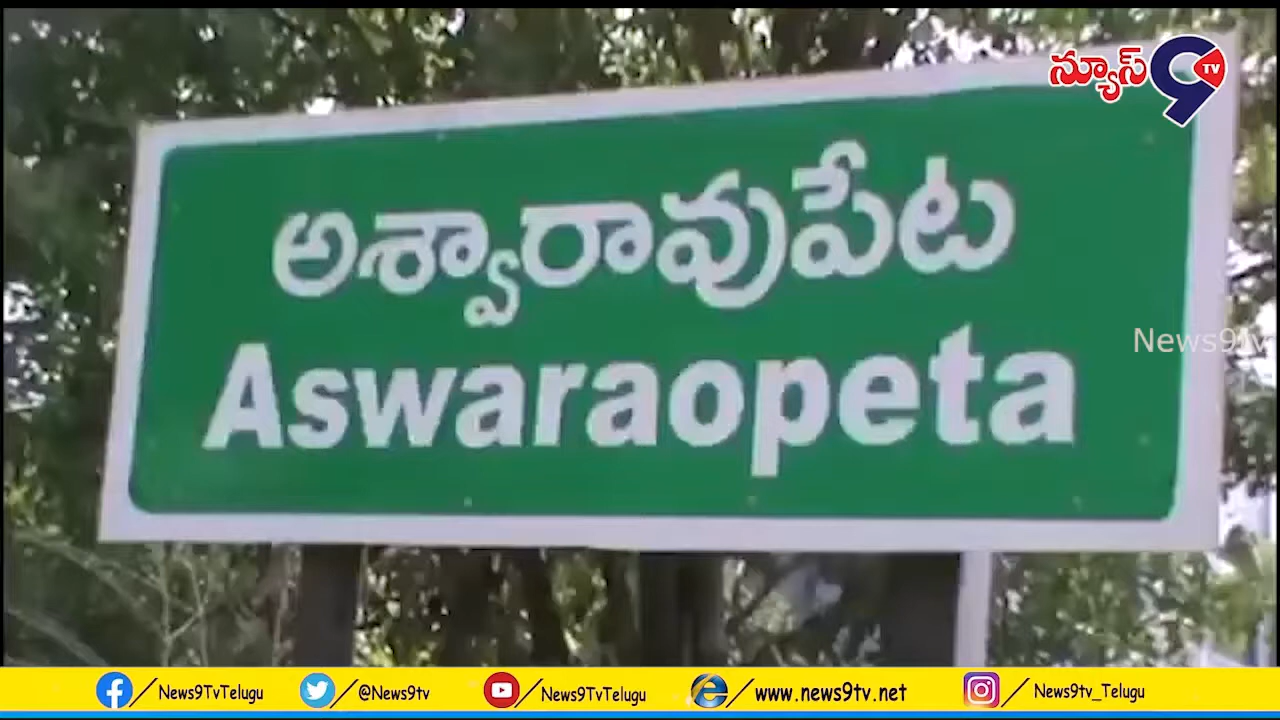 న్యూస్ 9 TV
అశ్వారావుపేట
News9tv
Aswaraopeta
/News9TvTelugu /@News9tv /News9TvTelugu /www.news9tv.net /News9tv_Telugu